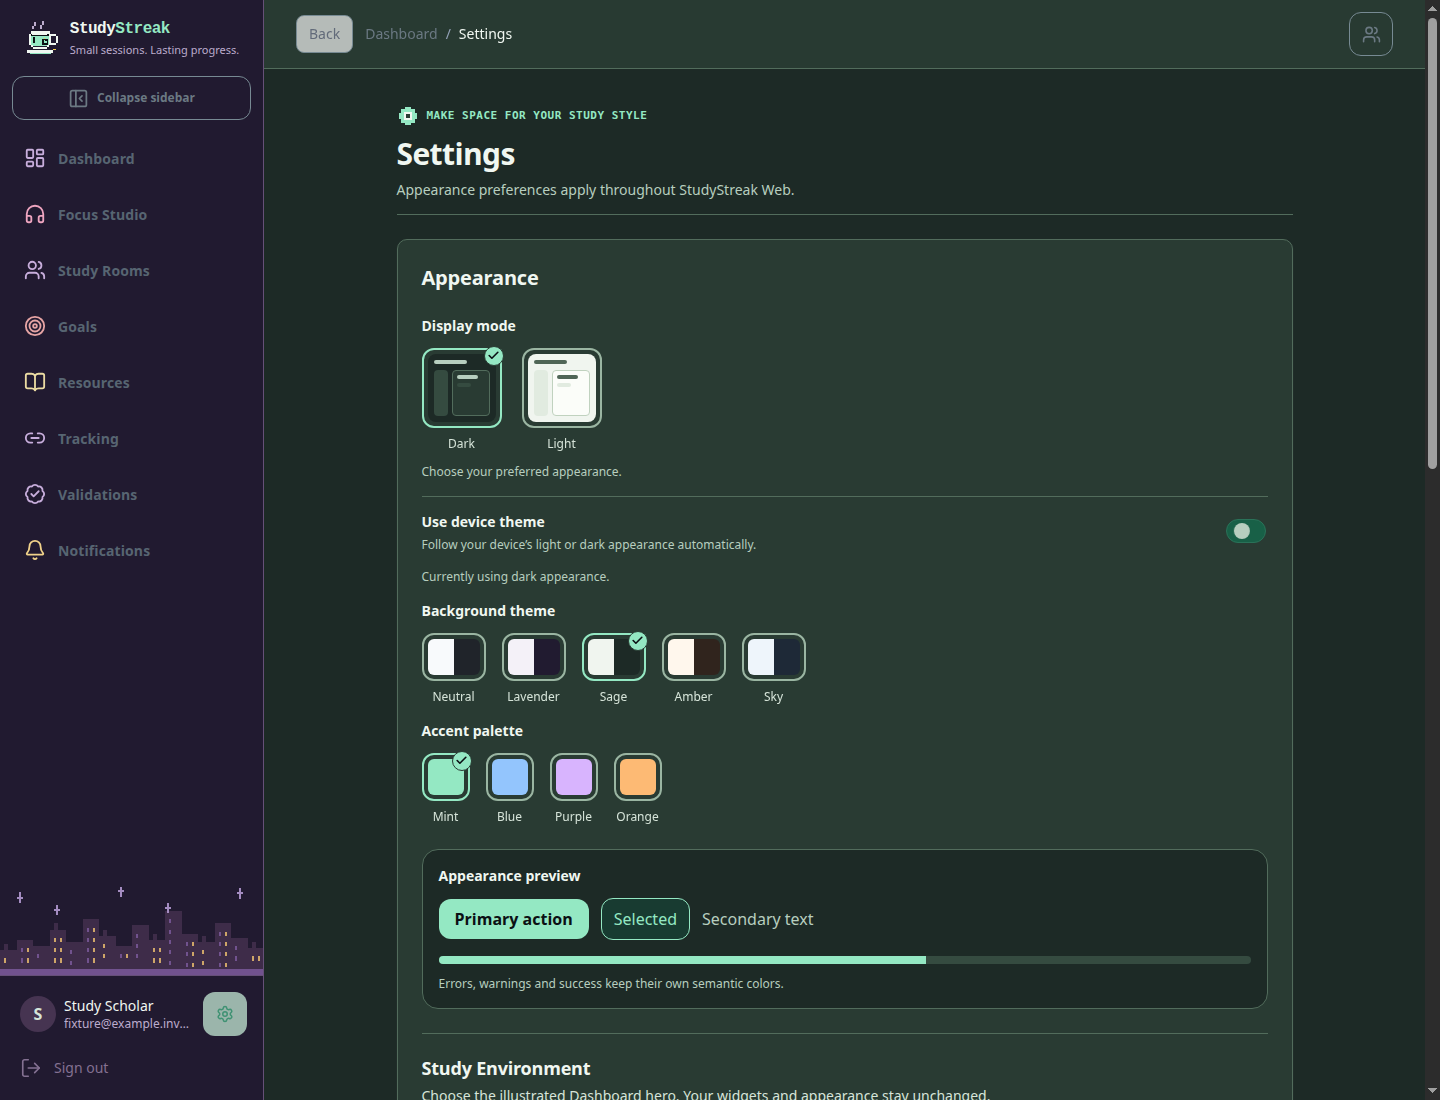 StudyStreak
Small sessions. Lasting progress.
Collapse sidebar
Dashboard
Focus Studio
Study Rooms
Goals
Resources
Tracking
Validations
Notifications
S
Study Scholar
fixture@example.inv...
Sign out
Back
Dashboard / Settings
MAKE SPACE FOR YOUR STUDY STYLE
Settings
Appearance preferences apply throughout StudyStreak Web.
Appearance
Display mode
Dark
Light
Choose your preferred appearance.
Use device theme
Follow your device’s light or dark appearance automatically.
Currently using dark appearance.
Background theme
Neutral
Lavender
Sage
Amber
Sky
Accent palette
Mint
Blue
Purple
Orange
Appearance preview
Primary action
Selected
Secondary text
Errors, warnings and success keep their own semantic colors.
Study Environment
Choose the illustrated Dashboard hero. Your widgets and appearance stay unchanged.